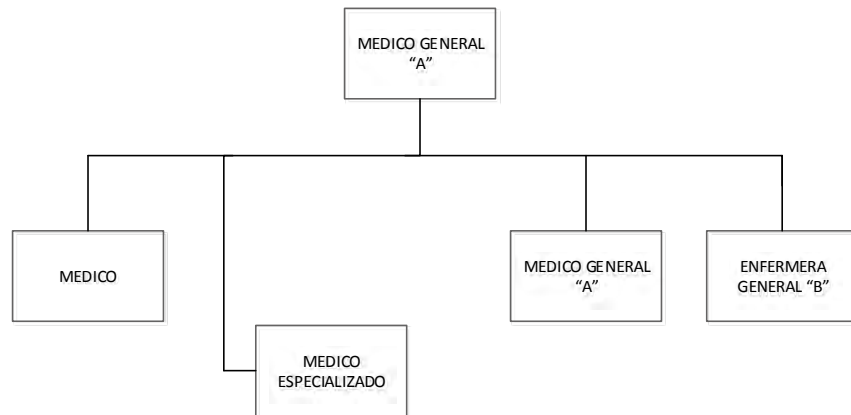 MEDICO GENERAL
“A”
MEDICO
MEDICO GENERAL
“A”
ENFERMERA
GENERAL “B”
MEDICO
ESPECIALIZADO